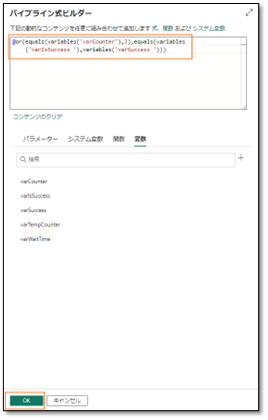 パイプライン式ビルダー
下記の動的なコンテンツを任意に組み合わせて追加します 式、関数 および システム変数
@or(equals(variables('varCounter'),3),equals(variables
('varIsSuccess '),variables('varSuccess ')))
コンテンツのクリア
パラメーター システム変数 関数 変数
検索
varCounter
varIsSuccess
varSuccess
varTempCounter
varWaitTime
OK キャンセル